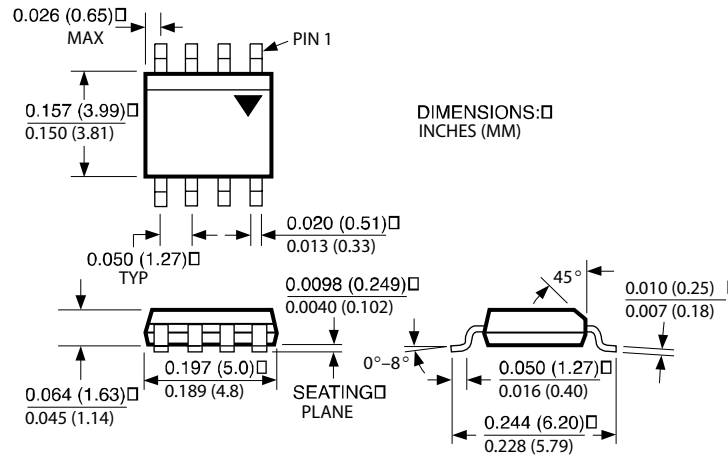 0.026 (0.65)□
MAX
PIN 1
0.157 (3.99)□
0.150 (3.81)
DIMENSIONS:□
INCHES (MM)
0.020 (0.51)□
0.013 (0.33)
0.050 (1.27)□
TYP
0.0098 (0.249)□
0.0040 (0.102)
45°
0.010 (0.25) □
0.007 (0.18)
0.197 (5.0)□
0.189 (4.8)
0°–8°
0.050 (1.27)□
0.016 (0.40)
0.064 (1.63)□
0.045 (1.14)
SEATING□
PLANE
0.244 (6.20)□
0.228 (5.79)